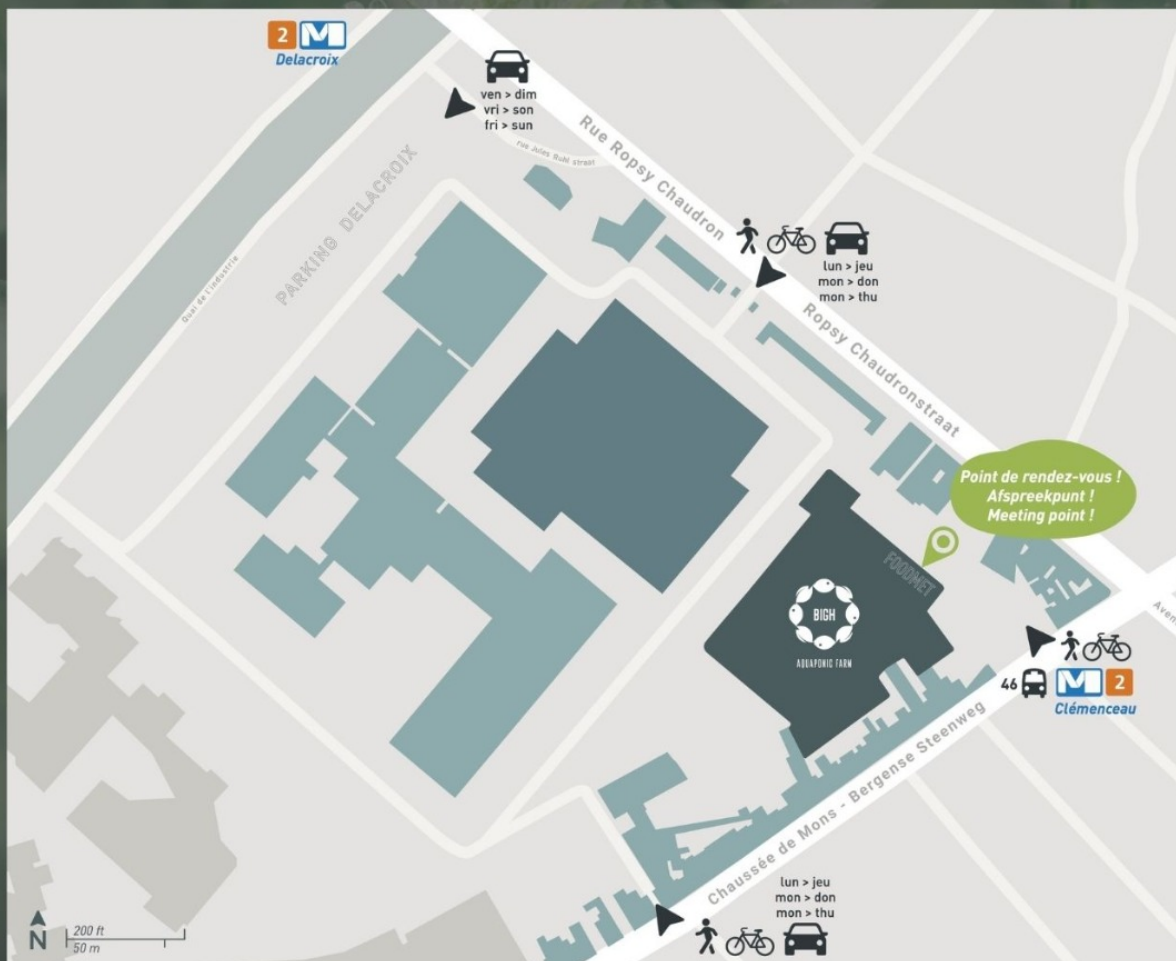 2 M
Delacroix
ven > dim
vri > son
fri > sun
rue Jules Ruhl street
Rue Ropsy Chaudron
PARKING DELACROIX
Quai de l'industrie
lun > jeu
mon > don
mon > thu
Ropsy Chaudronstraat
Point de rendez-vous !
Afspreekpunt !
Meeting point !
FOODMET
BIGH
AQUAPONIC FARM
Aven
46 M 2
Clémenceau
Chaussée de Mons - Bergense Steenweg
lun > jeu
mon > don
mon > thu
N
200 ft
50 m